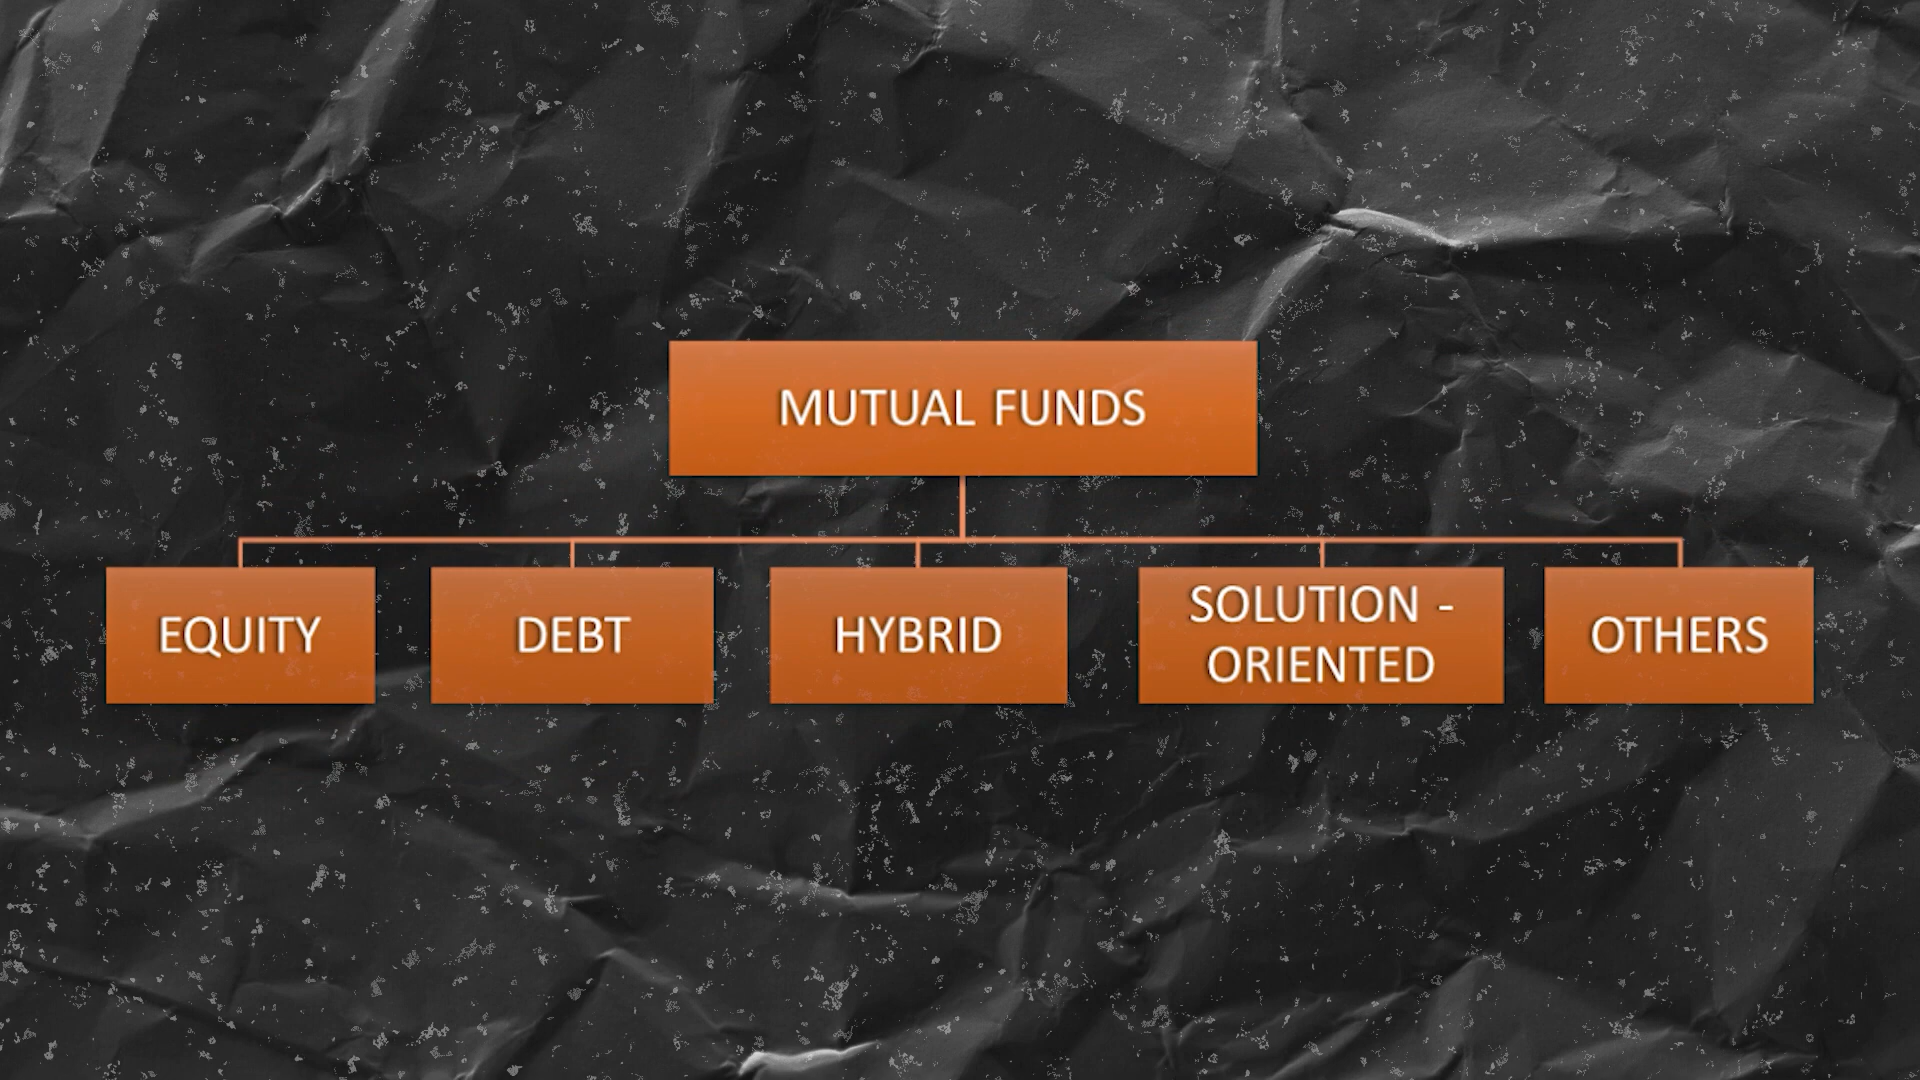 MUTUAL FUNDS
EQUITY
DEBT
HYBRID
SOLUTION -
ORIENTED
OTHERS